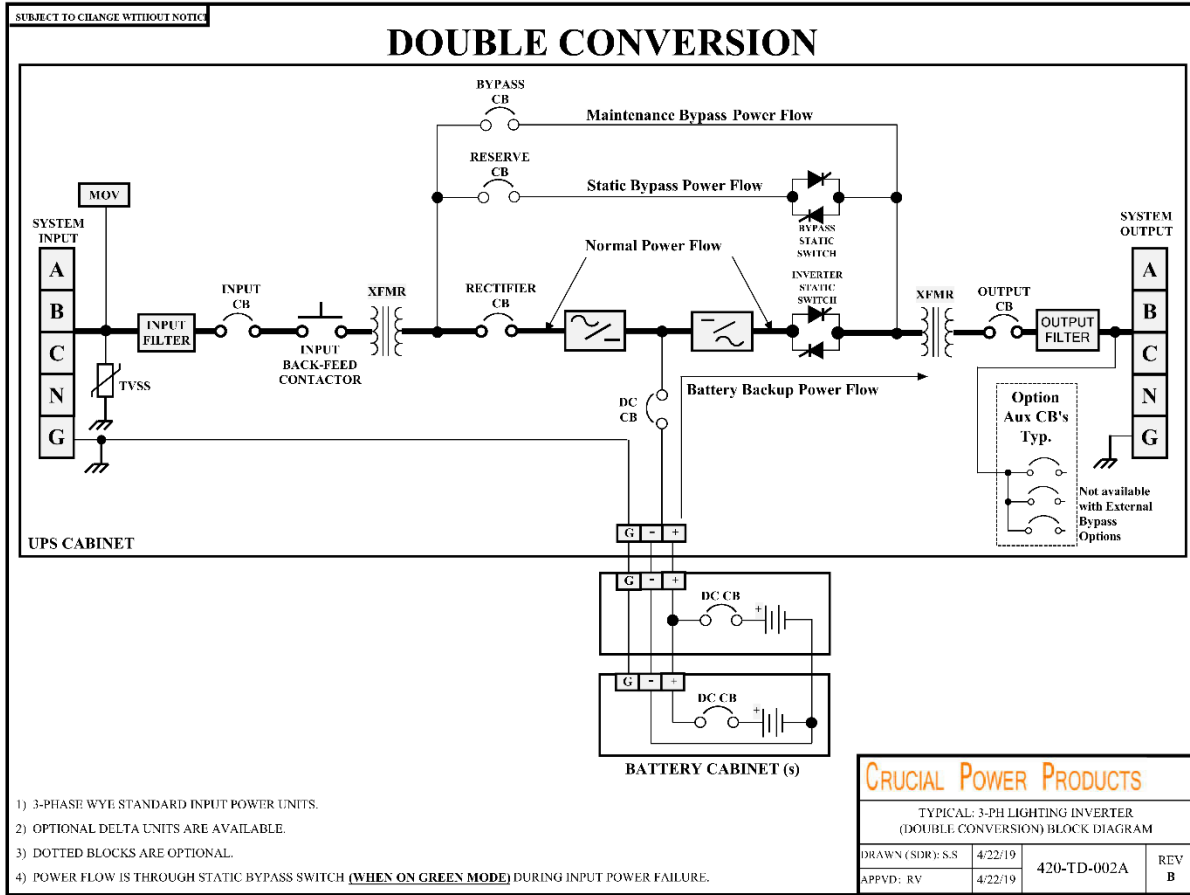 SUBJECT TO CHANGE WITHOUT NOTICE
DOUBLE CONVERSION
BYPASS
CB
Maintenance Bypass Power Flow
RESERVE
CB
Static Bypass Power Flow
BYPASS
STATIC
SWITCH
MOV
SYSTEM
INPUT
A
B
C
N
G
TVSS
INPUT
FILTER
INPUT
CB
INPUT
BACK-FEED
CONTACTOR
XFMR
Normal Power Flow
RECTIFIER
CB
INVERTER
STATIC
SWITCH
XFMR
OUTPUT
CB
OUTPUT
FILTER
SYSTEM
OUTPUT
A
B
C
N
G
DC
CB
Battery Backup Power Flow
Option
Aux CB's
Typ.
Not available
with External
Bypass
Options
UPS CABINET
G - +
G - +
DC CB
+
G - +
DC CB
+
BATTERY CABINET (s)
1) 3-PHASE WYE STANDARD INPUT POWER UNITS.
2) OPTIONAL DELTA UNITS ARE AVAILABLE.
3) DOTTED BLOCKS ARE OPTIONAL.
4) POWER FLOW IS THROUGH STATIC BYPASS SWITCH (WHEN ON GREEN MODE) DURING INPUT POWER FAILURE.
CRUCIAL POWER PRODUCTS
TYPICAL: 3-PH LIGHTING INVERTER
(DOUBLE CONVERSION) BLOCK DIAGRAM
DRAWN (SDR): S.S 4/22/19
APPVD: RV 4/22/19
420-TD-002A
REV
B